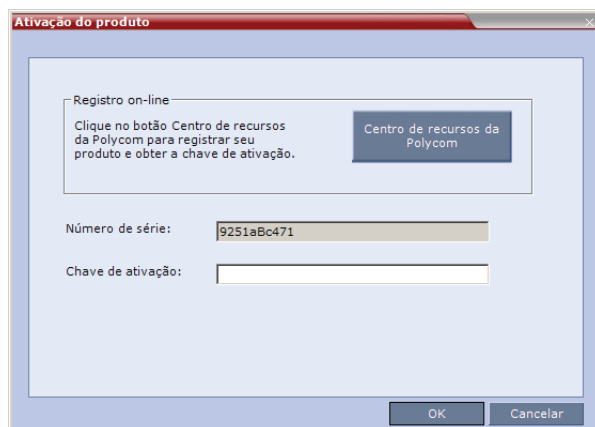 Ativação do produto
Registro on-line
Clique no botão Centro de recursos
da Polycom para registrar seu
produto e obter a chave de ativação.
Centro de recursos da
Polycom
Número de série:
9251aBc471
Chave de ativação:
OK
Cancelar